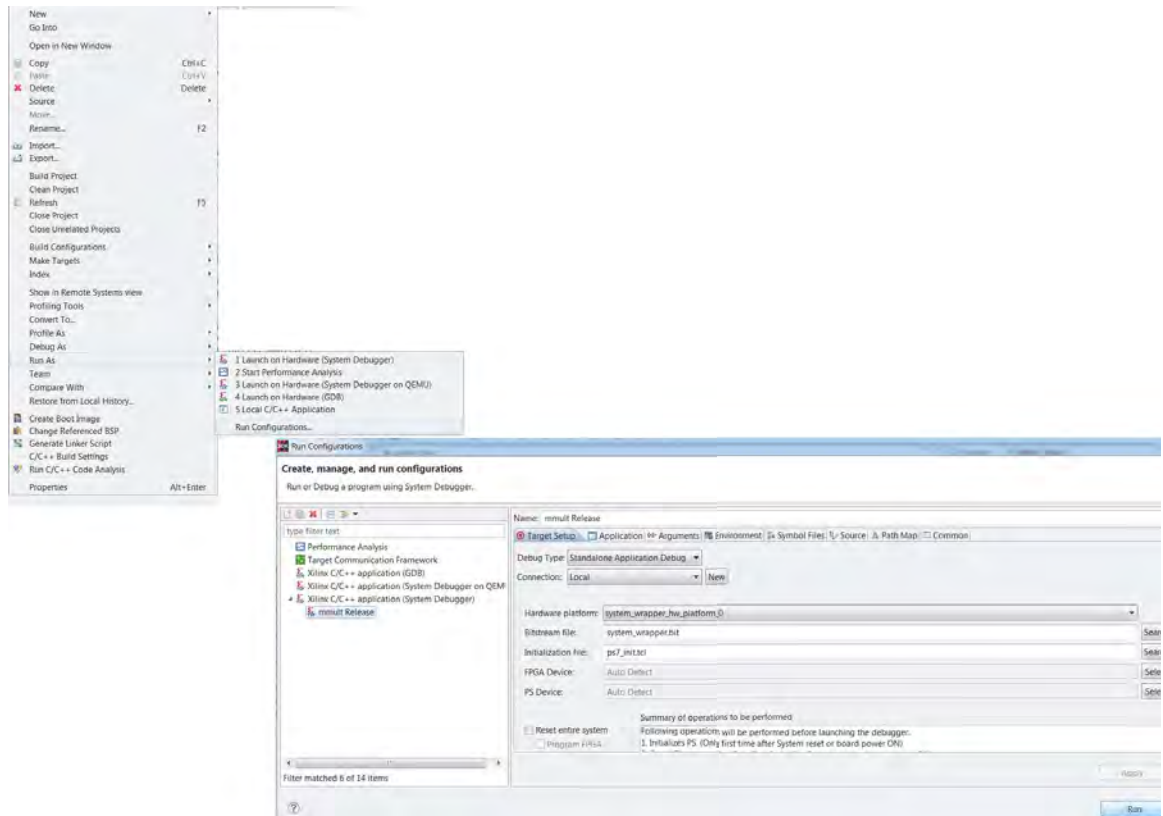 New
Go Into
Open in New Window
Copy Ctrl+C
Paste Ctrl+V
Delete Delete
Source
Move...
Rename... F2
Import...
Export...
Build Project
Clean Project
Refresh F5
Close Project
Close Unrelated Projects
Build Configurations
Make Targets
Index
Show in Remote Systems view
Profiling Tools
Convert To...
Profile As
Debug As
Run As
Team
Compare With
Restore from Local History...
Create Boot Image
Change Referenced BSP
Generate Linker Script
C/C++ Build Settings
Run C/C++ Code Analysis
Properties Alt+Enter
1 Launch on Hardware (System Debugger)
2 Start Performance Analysis
3 Launch on Hardware (System Debugger on QEMU)
4 Launch on Hardware (GDB)
5 Local C/C++ Application
Run Configurations...
Run Configurations
Create, manage, and run configurations
Run or Debug a program using System Debugger.
type filter text
Performance Analysis
Target Communication Framework
Xilinx C/C++ application (GDB)
Xilinx C/C++ application (System Debugger on QEM
Xilinx C/C++ application (System Debugger)
mmult Release
Filter matched 6 of 14 items
Name: mmult Release
Target Setup Application Arguments Environment Symbol Files Source Path Map Common
Debug Type: Standalone Application Debug
Connection: Local New
Hardware platform: system_wrapper_hw_platform_0
Bitstream file: system_wrapper.bit Sear
Initialization file: ps7_init.tcl Sear
FPGA Device: Auto Detect Sele
PS Device: Auto Detect Sele
Summary of operations to be performed
Reset entire system Following operations will be performed before launching the debugger.
Program FPGA 1. Initializes PS. (Only first time after System reset or board power ON)
Apply
Run